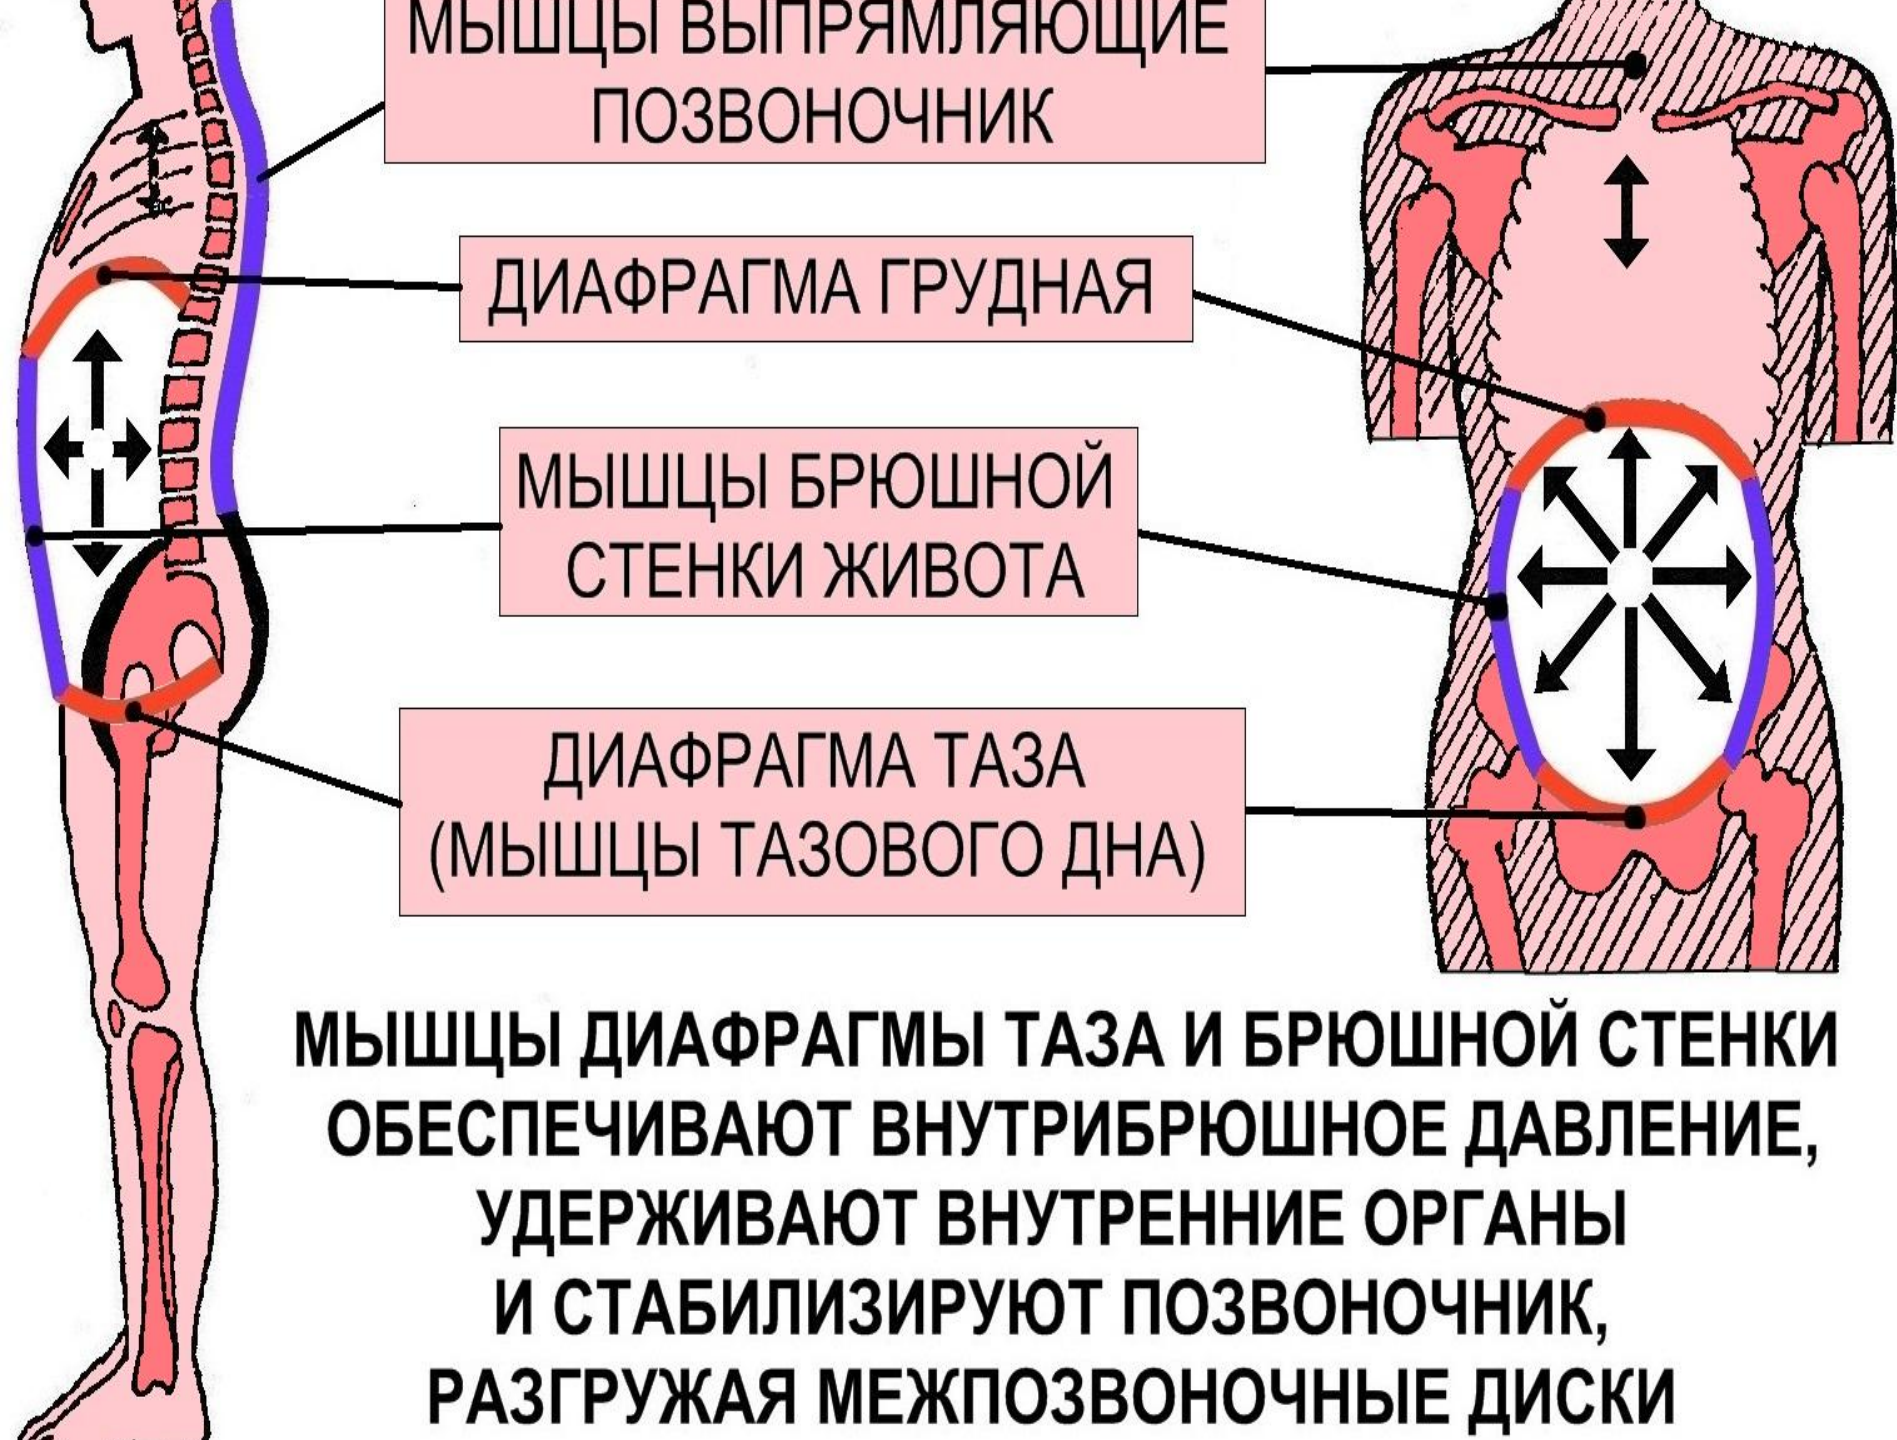 МЫШЦЫ ВЫПРЯМЛЯЮЩИЕ
ПОЗВОНОЧНИК
ДИАФРАГМА ГРУДНАЯ
МЫШЦЫ БРЮШНОЙ
СТЕНКИ ЖИВОТА
ДИАФРАГМА ТАЗА
(МЫШЦЫ ТАЗОВОГО ДНА)
МЫШЦЫ ДИАФРАГМЫ ТАЗА И БРЮШНОЙ СТЕНКИ
ОБЕСПЕЧИВАЮТ ВНУТРИБРЮШНОЕ ДАВЛЕНИЕ,
УДЕРЖИВАЮТ ВНУТРЕННИЕ ОРГАНЫ
И СТАБИЛИЗИРУЮТ ПОЗВОНОЧНИК,
РАЗГРУЖАЯ МЕЖПОЗВОНОЧНЫЕ ДИСКИ